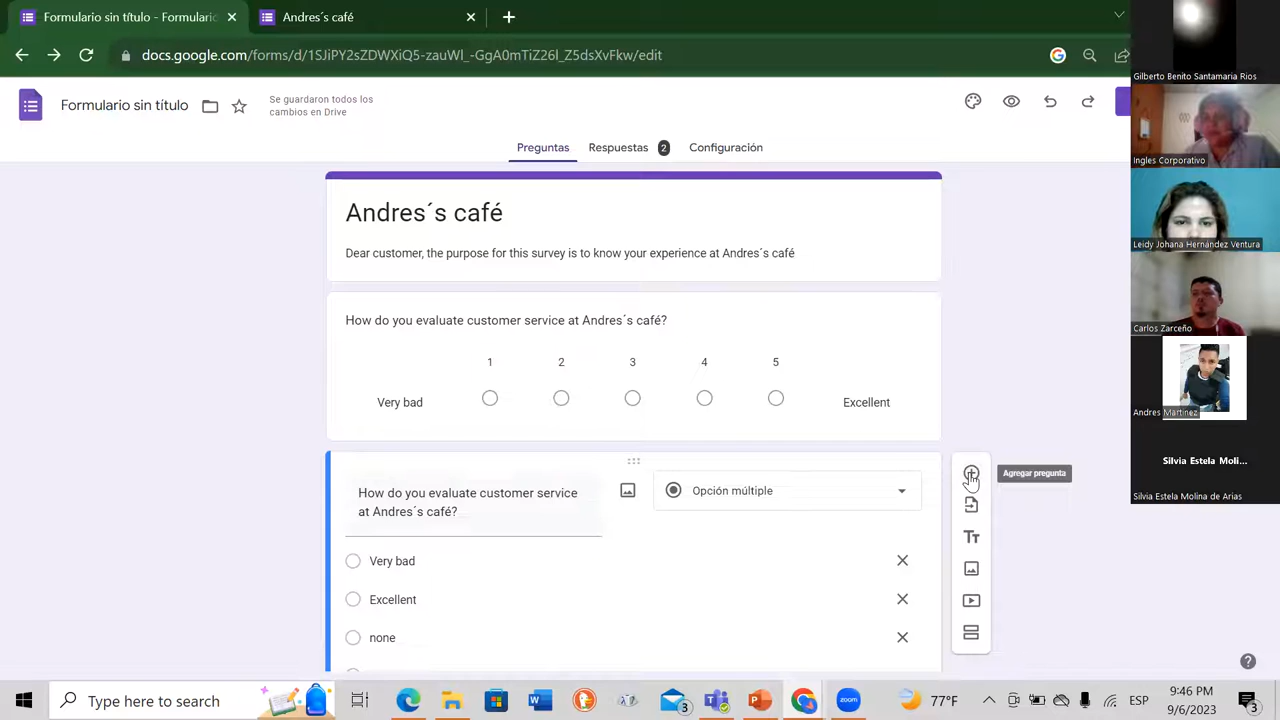 Formulario sin título - Formulario
Andres´s café
docs.google.com/forms/d/1SJiPY2sZDWXiQ5-zauWl_-GgA0mTiZ26l_Z5dsXvFkw/edit
Formulario sin título
Se guardaron todos los
cambios en Drive
Preguntas
Respuestas 2
Configuración
Andres´s café
Dear customer, the purpose for this survey is to know your experience at Andres´s café
How do you evaluate customer service at Andres´s café?
1 2 3 4 5
Very bad Excellent
How do you evaluate customer service
at Andres´s café?
Opción múltiple
Very bad
Excellent
none
Agregar pregunta
Tт
Gilberto Benito Santamaria Rios
Ingles Corporativo
Leidy Johana Hernández Ventura
Carlos Zarceño
Andres Martinez
Silvia Estela Moli...
Silvia Estela Molina de Arias
Type here to search
3
77°F
ESP
9:46 PM
9/6/2023
3